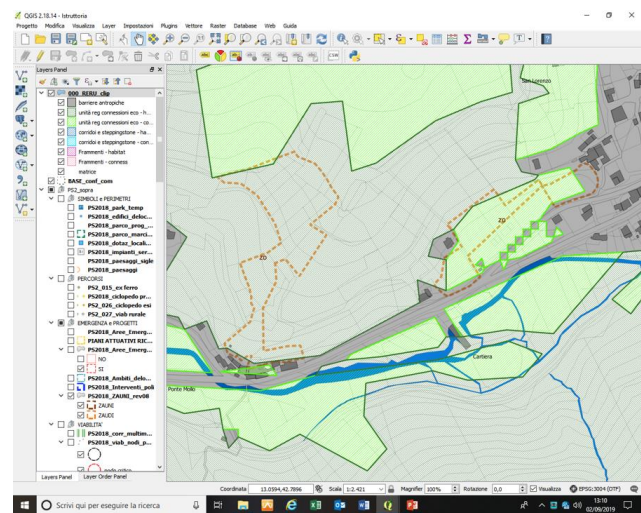 QGIS 2.18.14 - Istruttoria
Progetto Modifica Visualizza Layer Impostazioni Plugins Vettore Raster Database Web Guida
Layers Panel
000_RERU_clip
barriere antropiche
unità reg connessioni eco - h...
unità reg connessioni eco - co...
corridoi e steppingstone - ha...
corridoi e steppingstone - con...
Frammenti - habitat
Frammenti - conness
matrice
BASE_conf_com
PS2_sopra
SIMBOLI e PERIMETRI
PS2018_park_temp
PS2018_edifici_deloc...
PS2018_parco_prog_...
PS2018_parco_marci...
PS2018_dotaz_locali...
PS2018_impianti_ser...
PS2018_paesaggi_sigle
PS2018_paesaggi
PERCORSI
PS2_015_ex ferro
PS2018_ciclopedo pr...
PS2_026_ciclopedo esi
PS2_027_viab rurale
EMERGENZA e PROGETTI
PS2018_Aree_Emerg...
PIANI ATTUATIVI RIC...
PS2018_Aree_Emerg...
NO
SI
PS2018_Ambiti_delo...
PS2018_Interventi_poli
PS2018_ZAUNI_rev08
ZAUNI
ZAUDI
VIABILITA'
PS2018_corr_multim...
PS2018_viab_nodi_p...
Layers Panel Layer Order Panel
San Lorenzo
ZD
ZD
Cartiera
Ponte Mollo
Coordinata 13.0594,42.7896 Scala 1:2.421 Magnifier 100% Rotazione 0,0 Visualizza EPSG:3004 (OTF)
Scrivi qui per eseguire la ricerca
13:10
02/09/2019